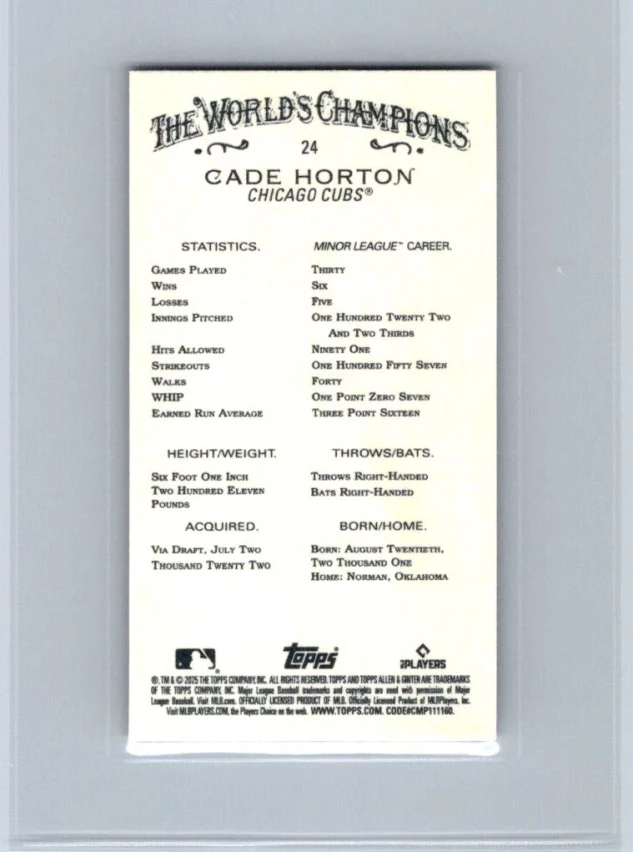 THE WORLD'S CHAMPIONS
24
CADE HORTON
CHICAGO CUBS®
STATISTICS. MINOR LEAGUE™ CAREER.
GAMES PLAYED THIRTY
WINS SIX
LOSSES FIVE
INNINGS PITCHED ONE HUNDRED TWENTY TWO
AND TWO THIRDS
HITS ALLOWED NINETY ONE
STRIKEOUTS ONE HUNDRED FIFTY SEVEN
WALKS FORTY
WHIP ONE POINT ZERO SEVEN
EARNED RUN AVERAGE THREE POINT SIXTEEN
HEIGHT/WEIGHT. THROWS/BATS.
SIX FOOT ONE INCH THROWS RIGHT-HANDED
TWO HUNDRED ELEVEN BATS RIGHT-HANDED
POUNDS
ACQUIRED. BORN/HOME.
VIA DRAFT, JULY TWO BORN: AUGUST TWENTIETH,
THOUSAND TWENTY TWO TWO THOUSAND ONE
HOME: NORMAN, OKLAHOMA
Topps PLAYERS
®, TM & © 2025 THE TOPPS COMPANY, INC. ALL RIGHTS RESERVED. TOPPS AND TOPPS ALLEN & GINTER ARE TRADEMARKS
OF THE TOPPS COMPANY, INC. Major League Baseball trademarks and copyrights are used with permission of Major
League Baseball. Visit MLB.com. OFFICIALLY LICENSED PRODUCT OF MLB. Officially Licensed Product of MLBPlayers, Inc.
Visit MLBPLAYERS.COM, the Players Choice on the web. WWW.TOPPS.COM. CODE#CMP111160.